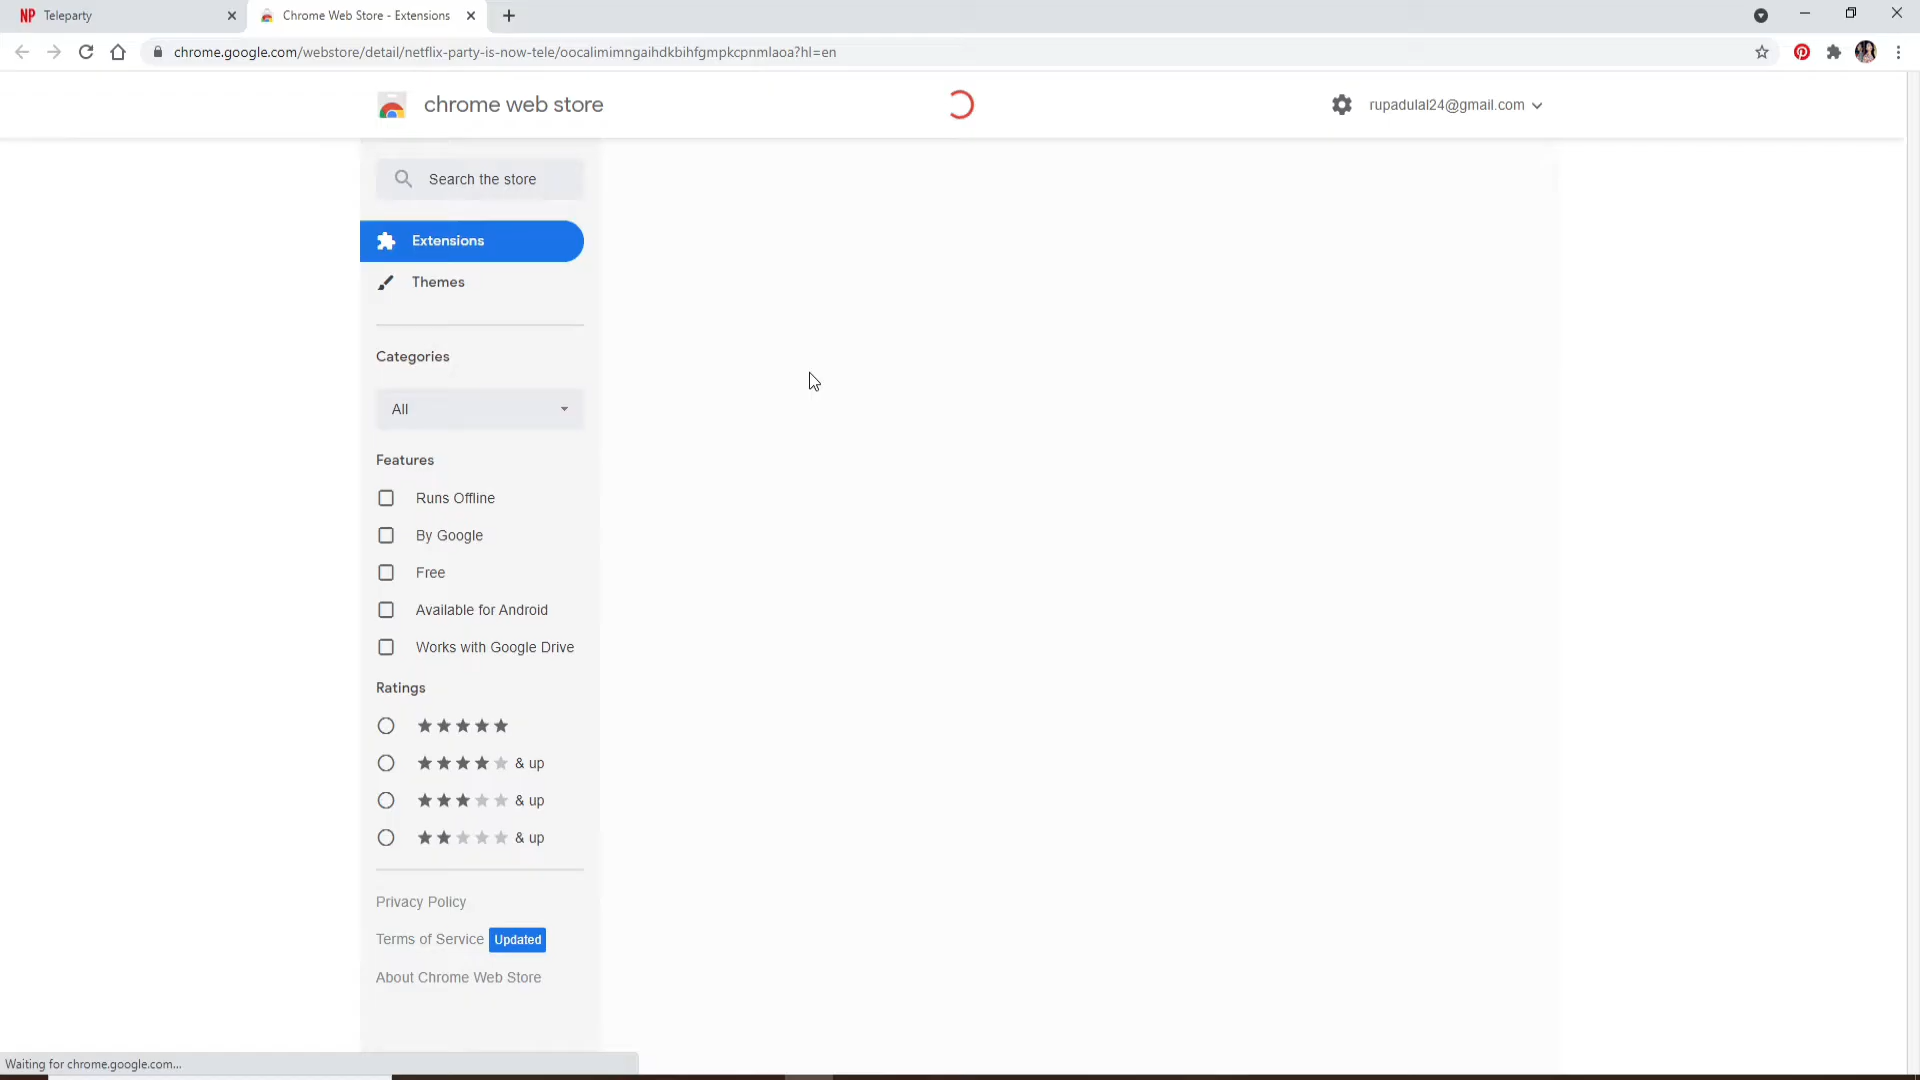 NP Teleparty
Chrome Web Store - Extensions
chrome.google.com/webstore/detail/netflix-party-is-now-tele/oocalimimngaihdkbihfgmpkcpnmlaoa?hl=en
chrome web store
rupadulal24@gmail.com
Search the store
Extensions
Themes
Categories
All
Features
Runs Offline
By Google
Free
Available for Android
Works with Google Drive
Ratings
& up
& up
& up
Privacy Policy
Terms of Service Updated
About Chrome Web Store
Waiting for chrome.google.com...